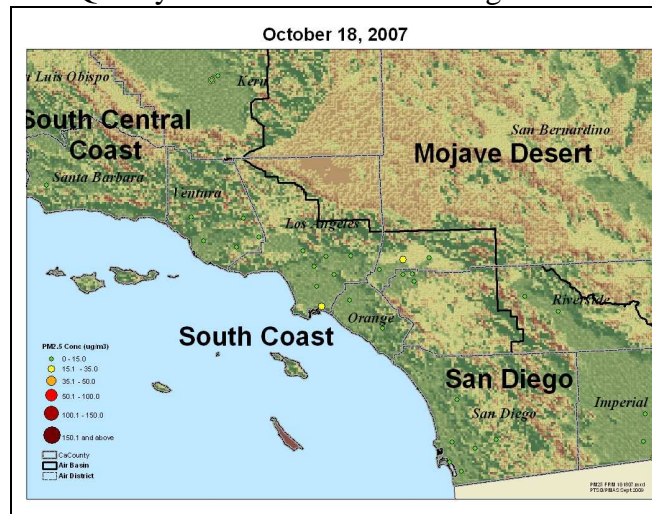 October 18, 2007
Luis Obispo
Kern
South Central
Coast
San Bernardino
Mojave Desert
Santa Barbara
Ventura
Los Angeles
Riverside
Orange
South Coast
San Diego
San Diego
Imperial
PM2.5 Conc (ug/m3)
0 - 15.0
15.1 - 35.0
35.1 - 50.0
50.1 - 100.0
100.1 - 150.0
150.1 and above
CaCounty
Air Basin
Air District